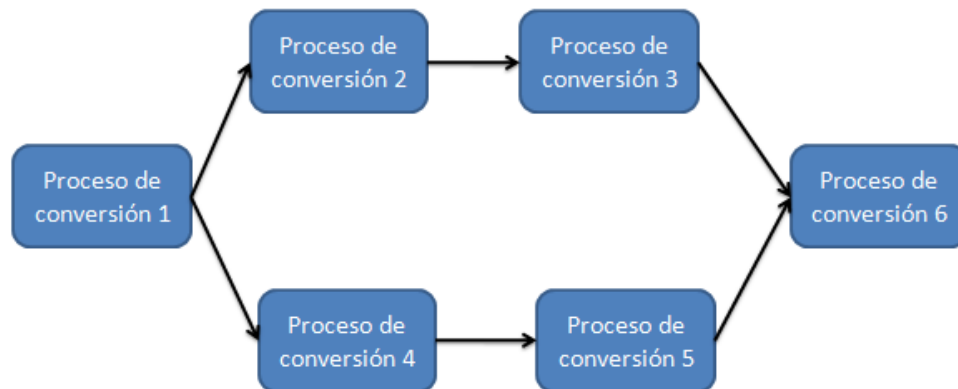 Proceso de
conversión 2
Proceso de
conversión 3
Proceso de
conversión 1
Proceso de
conversión 6
Proceso de
conversión 4
Proceso de
conversión 5